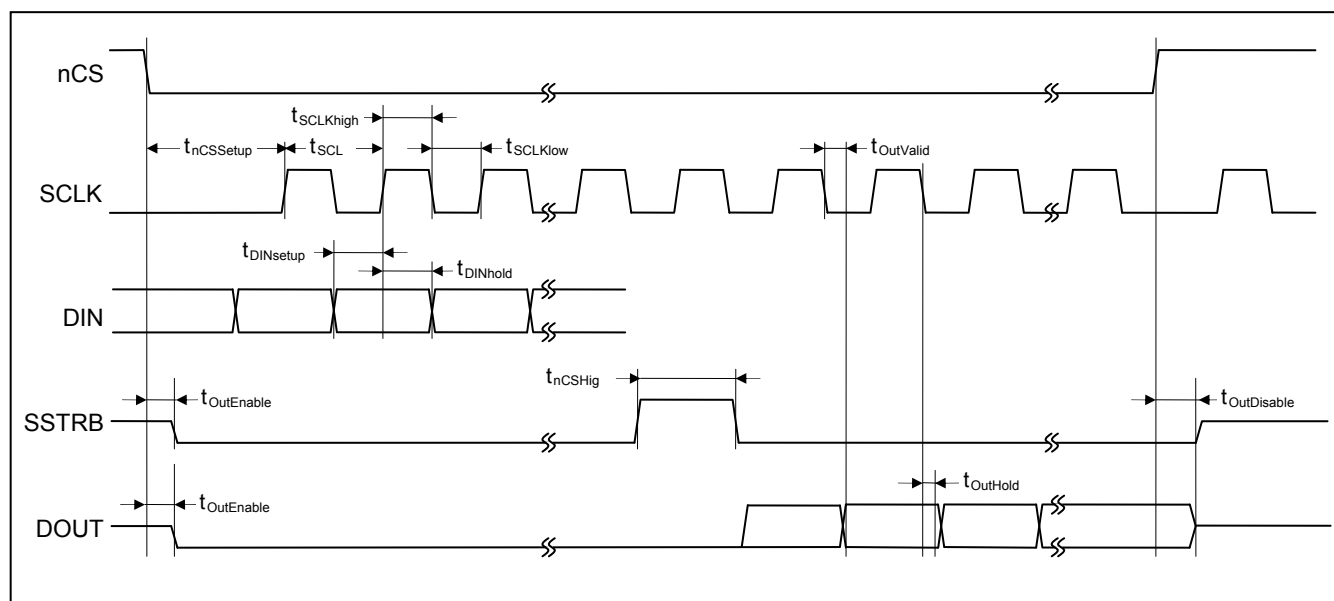 nCS
tSCLKhigh
tnCSSetup
tSCL
tSCLKlow
tOutValid
SCLK
tDINsetup
tDINhold
DIN
tnCSHig
tOutEnable
tOutDisable
SSTRB
tOutEnable
tOutHold
DOUT